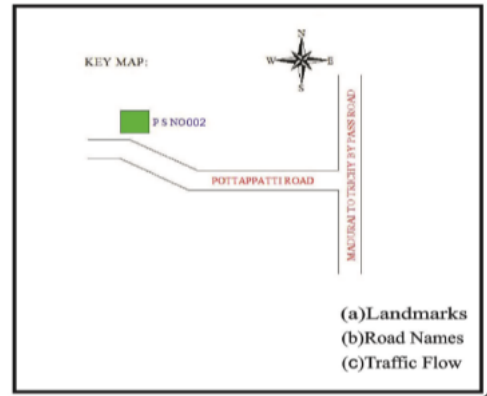 N
KEY MAP:
W E
S
P S NO002
POTTAPPATTI ROAD
MADURAI TO TRICHY BY PASS ROAD
(a)Landmarks
(b)Road Names
(c)Traffic Flow